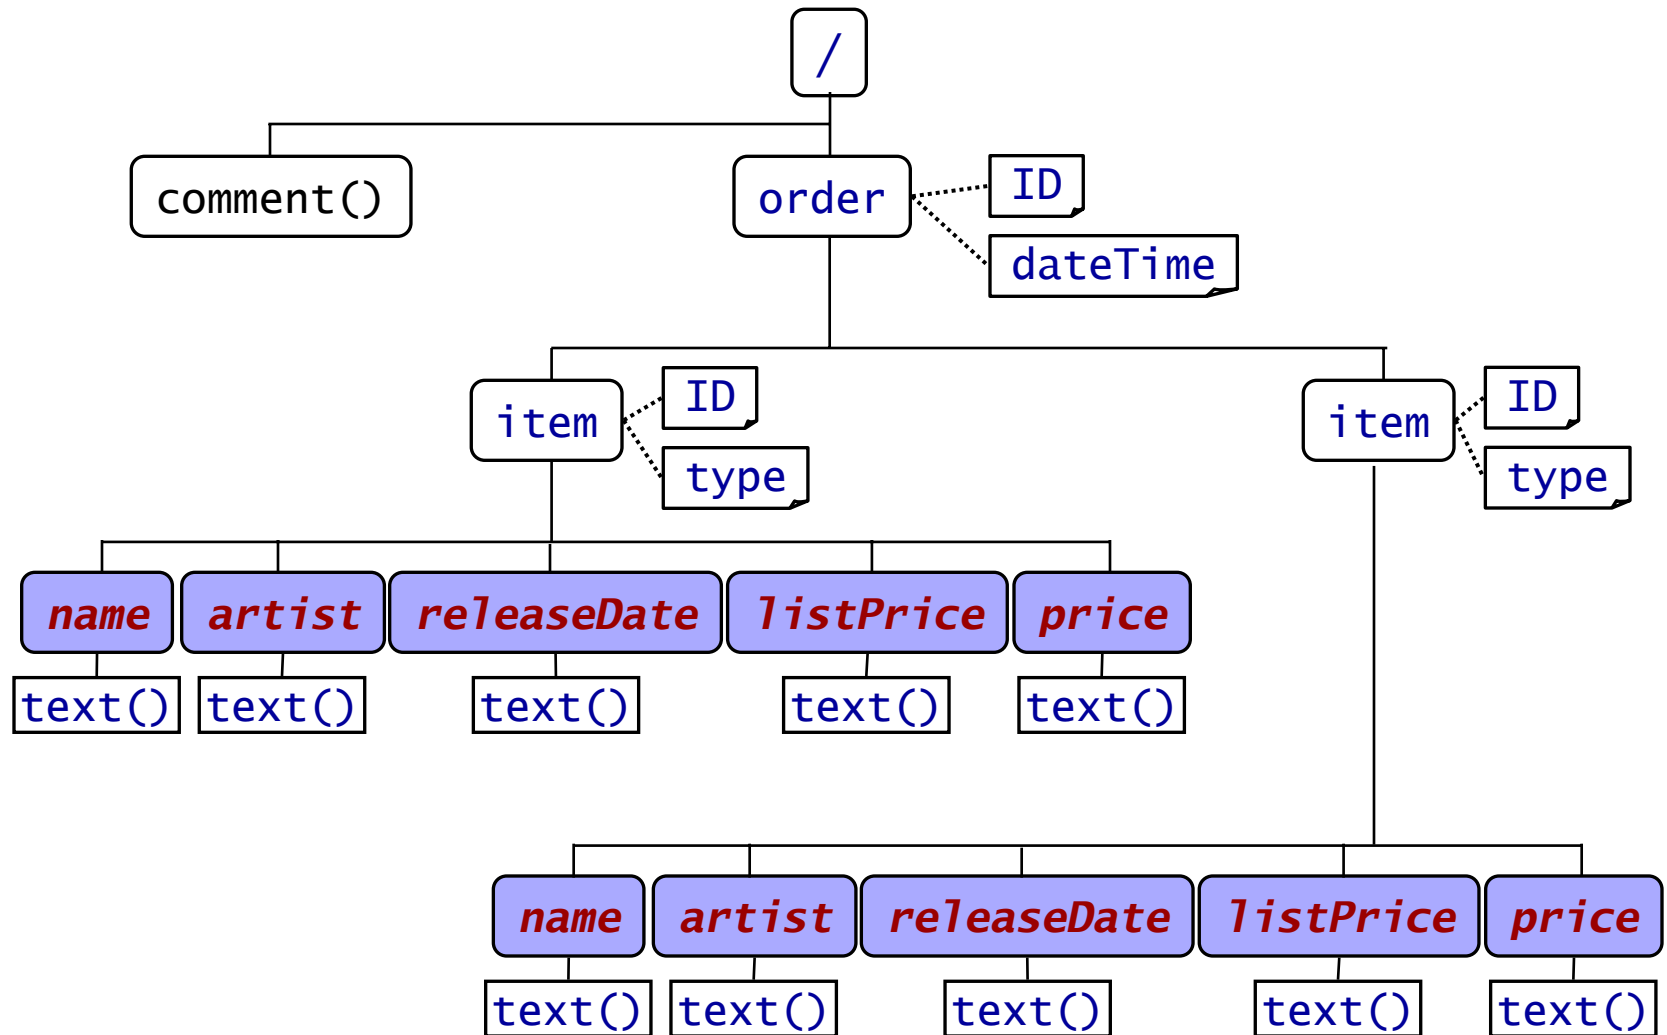 /
comment()
order
ID
dateTime
item
ID
type
item
ID
type
name artist releaseDate listPrice price
text() text() text() text() text()
name artist releaseDate listPrice price
text() text() text() text() text()